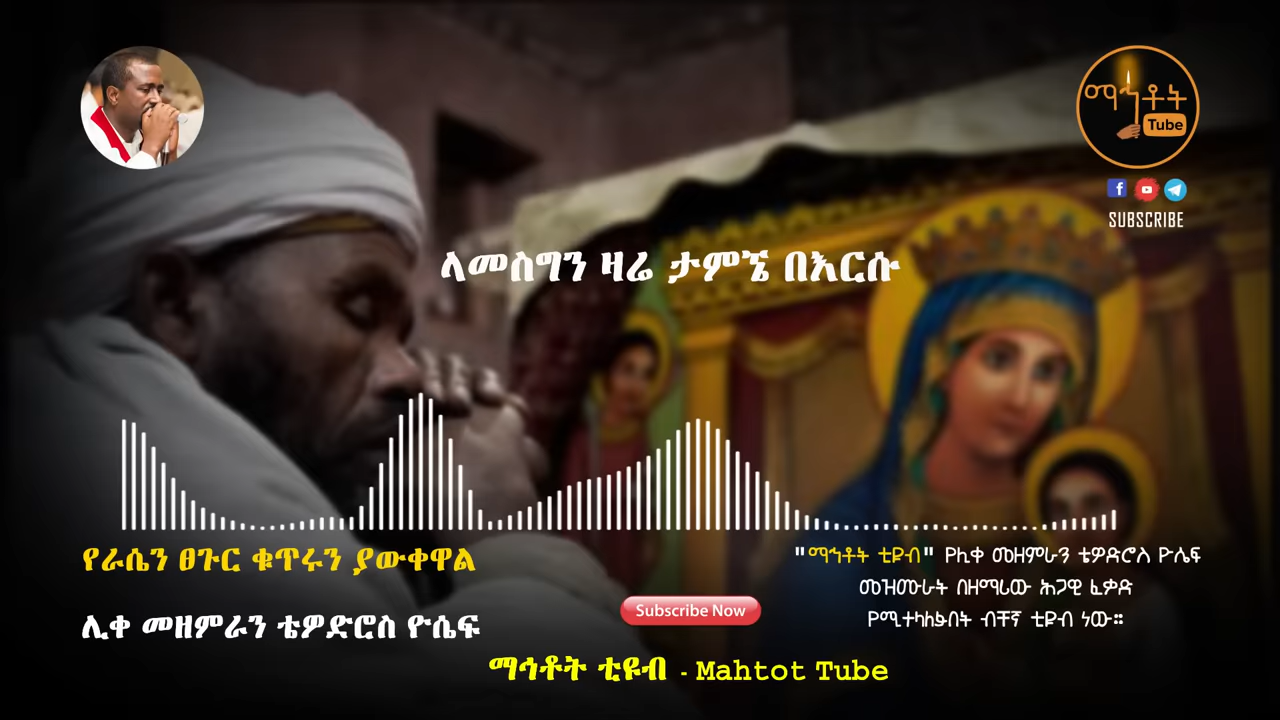 ማኅቶት
Tube
SUBSCRIBE
ላመስግን ዛሬ ታምኜ በእርሱ
የራሴን ፀጉር ቁጥሩን ያውቀዋል
ሊቀ መዘምራን ቴዎድሮስ ዮሴፍ
"ማኅቶት ቲዩብ" የሊቀ መዘምራን ቴዎድሮስ ዮሴፍ
መዝሙራት በዘማሪው ሕጋዊ ፈቃድ
የሚተላለፉበት ብቸኛ ቲዩብ ነው።
Subscribe Now
ማኅቶት ቲዩብ - Mahtot Tube